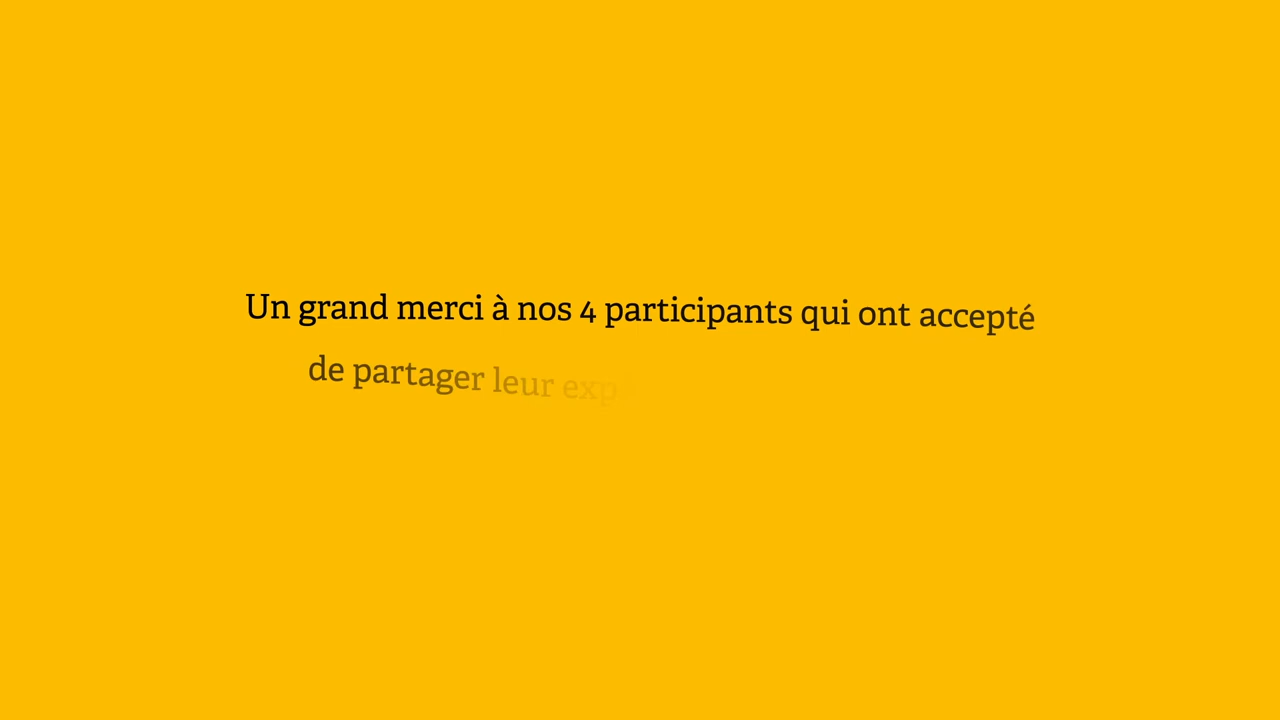 Un grand merci à nos 4 participants qui ont accepté
de partager leur